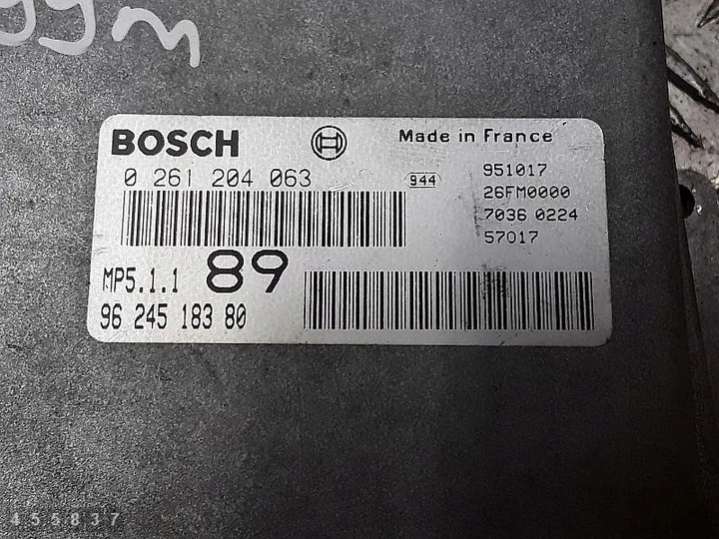 99m
BOSCH Made in France
0 261 204 063 944 951017
26FM0000
7036 0224
57017
MP5.1.1 89
96 245 183 80
455837